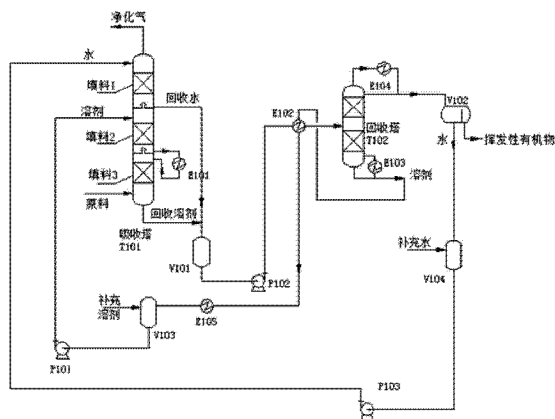 净化气
水
填料1
回收水
溶剂
填料2
填料3
E101
原料
回收溶剂
吸收塔
T101
V101
P102
补充
溶剂
V103
E105
P101
E102
E104
回收塔
T102
E103
溶剂
V102
水
挥发性有机物
补充水
V104
P103